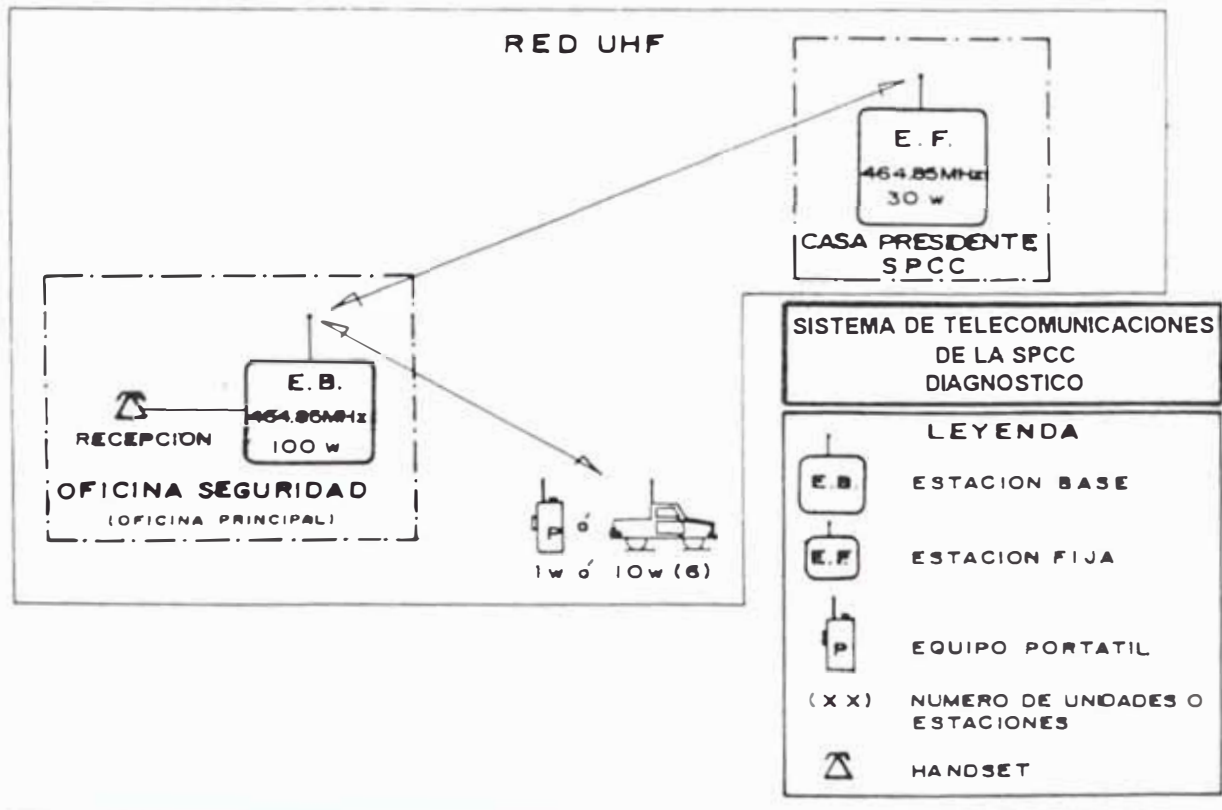 RED UHF
E. F.
464.85MHz
30 w
CASA PRESIDENTE
SPCC
E. B.
464.85MHz
100 w
RECEPCION
OFICINA SEGURIDAD
(OFICINA PRINCIPAL)
P ó
1w ó 10w (6)
SISTEMA DE TELECOMUNICACIONES
DE LA SPCC
DIAGNOSTICO
LEYENDA
E.B. ESTACION BASE
E.F. ESTACION FIJA
P EQUIPO PORTATIL
(XX) NUMERO DE UNIDADES O
ESTACIONES
HANDSET